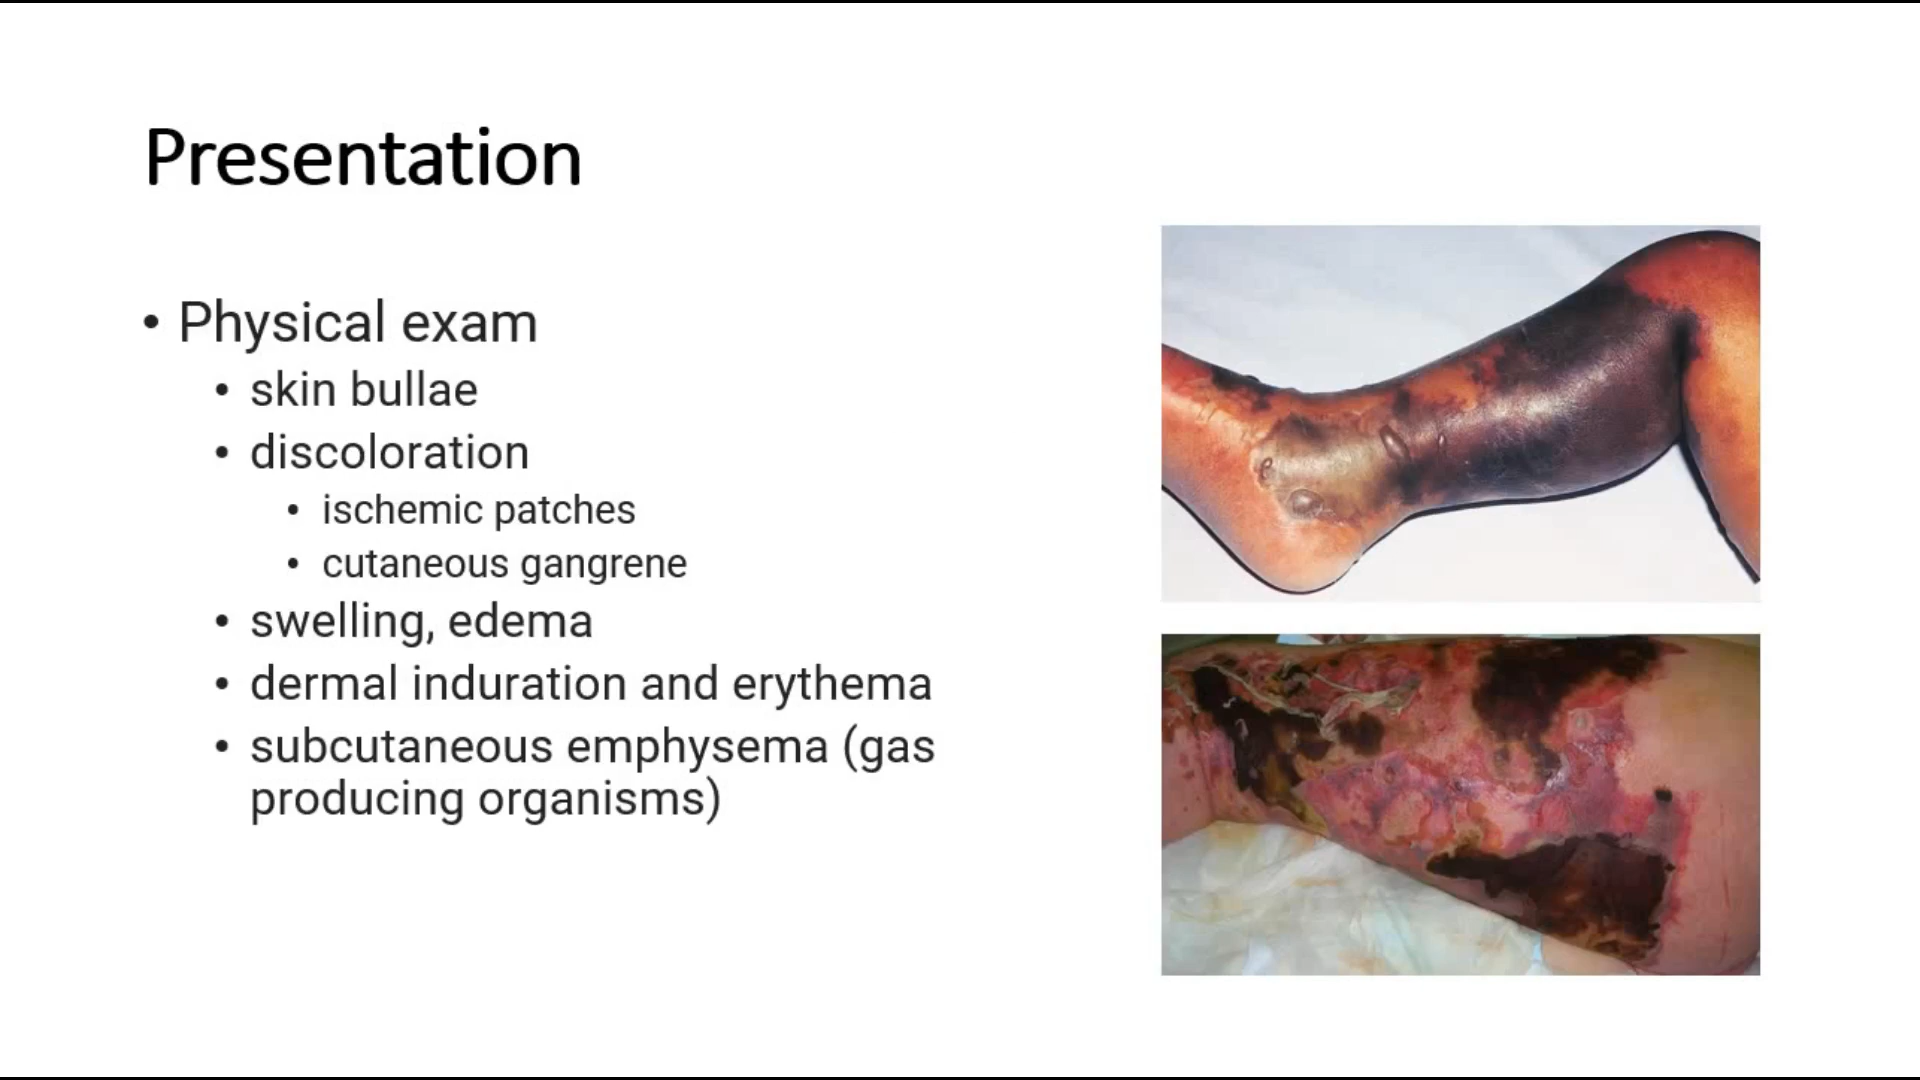 Presentation
• Physical exam
• skin bullae
• discoloration
• ischemic patches
• cutaneous gangrene
• swelling, edema
• dermal induration and erythema
• subcutaneous emphysema (gas
producing organisms)